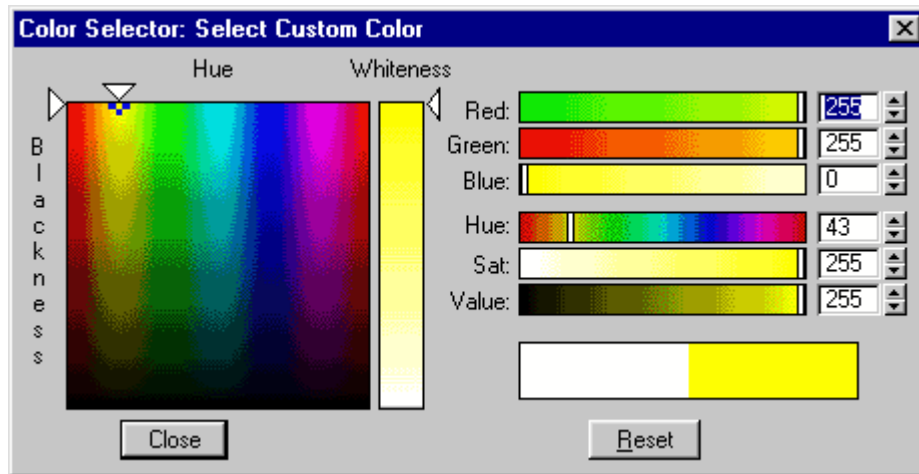 Color Selector: Select Custom Color
Hue
Whiteness
Blackness
Red: 255
Green: 255
Blue: 0
Hue: 43
Sat: 255
Value: 255
Close
Reset